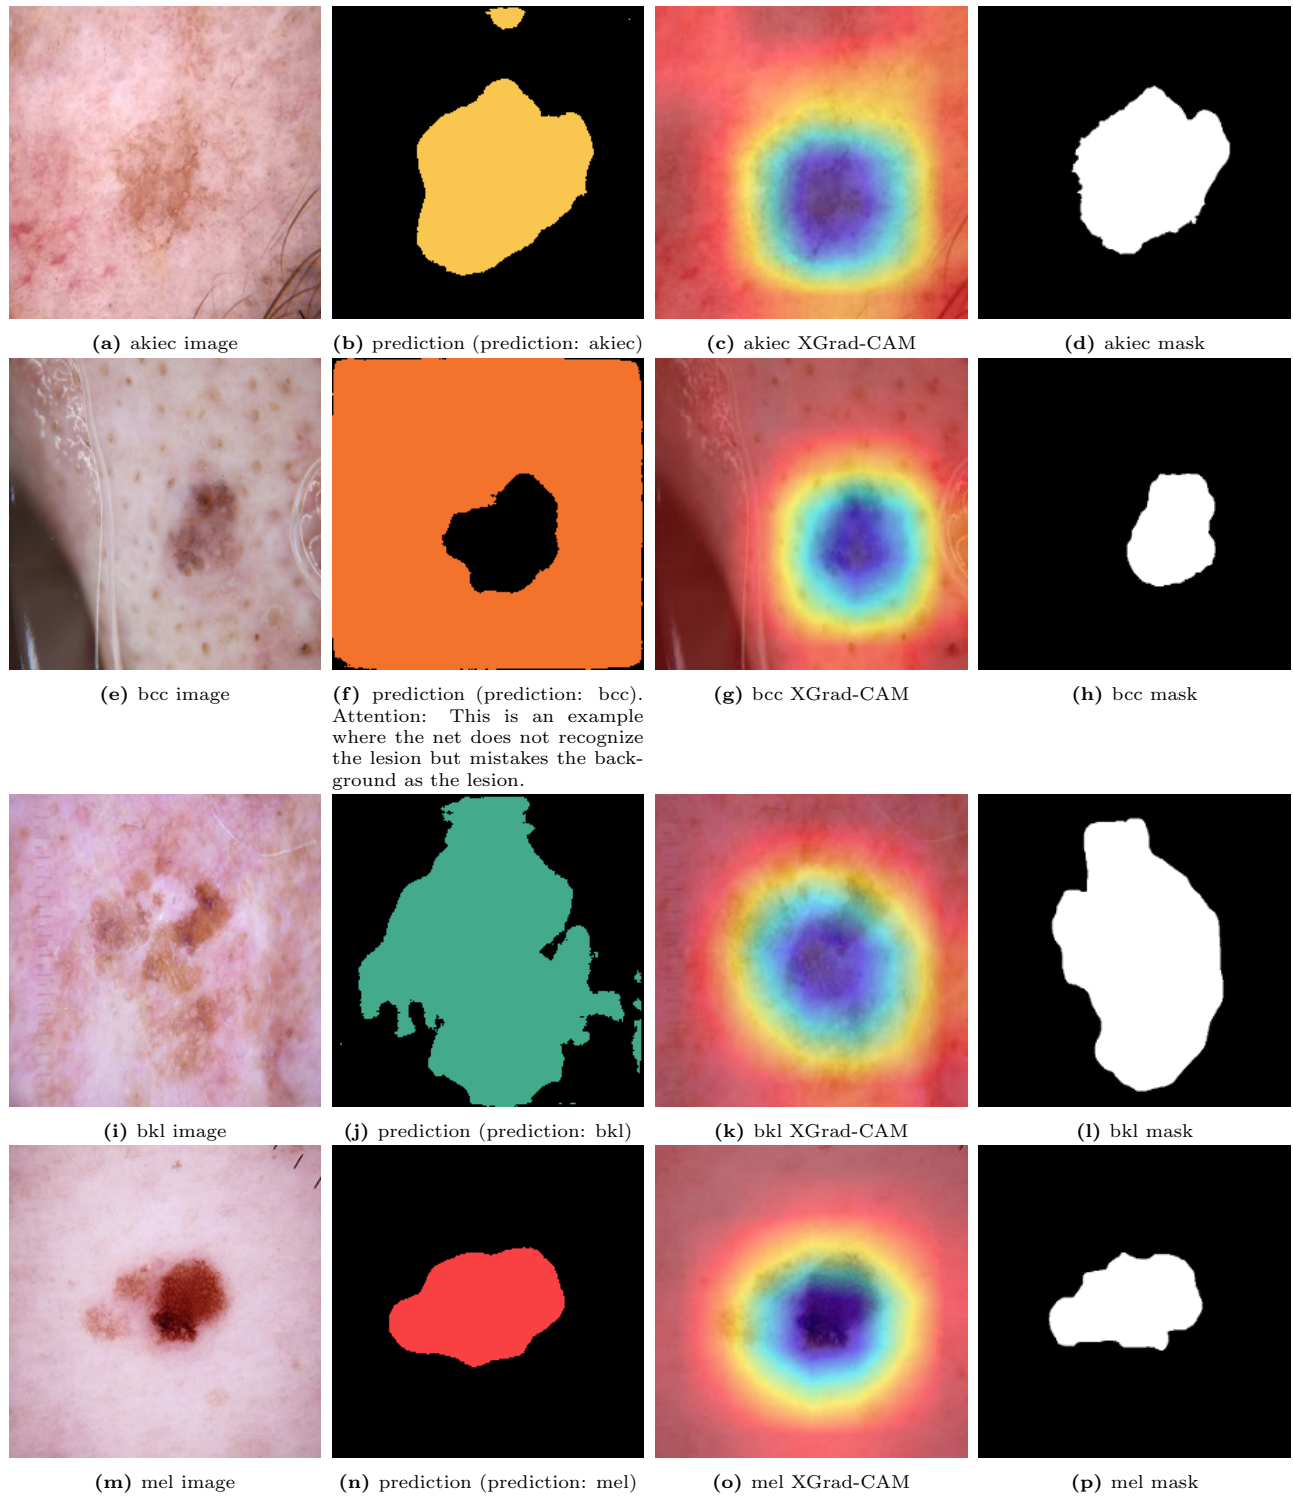 (a) akiec image
(b) prediction (prediction: akiec)
(c) akiec XGrad-CAM
(d) akiec mask
(e) bcc image
(f) prediction (prediction: bcc).
Attention: This is an example
where the net does not recognize
the lesion but mistakes the back-
ground as the lesion.
(g) bcc XGrad-CAM
(h) bcc mask
(i) bkl image
(j) prediction (prediction: bkl)
(k) bkl XGrad-CAM
(l) bkl mask
(m) mel image
(n) prediction (prediction: mel)
(o) mel XGrad-CAM
(p) mel mask